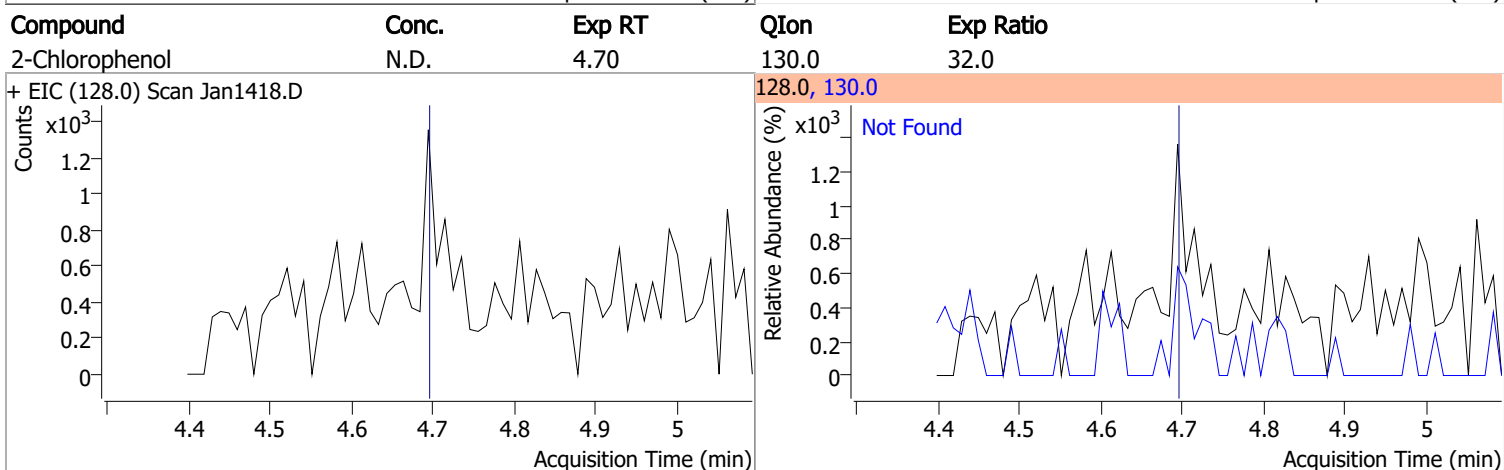 Compound Conc. Exp RT QIon Exp Ratio
2-Chlorophenol N.D. 4.70 130.0 32.0
+ EIC (128.0) Scan Jan1418.D
Counts
x10³
1.2
1
0.8
0.6
0.4
0.2
0
4.4 4.5 4.6 4.7 4.8 4.9 5
Acquisition Time (min)
128.0, 130.0
Relative Abundance (%)
x10³
Not Found
1.2
1
0.8
0.6
0.4
0.2
0
4.4 4.5 4.6 4.7 4.8 4.9 5
Acquisition Time (min)